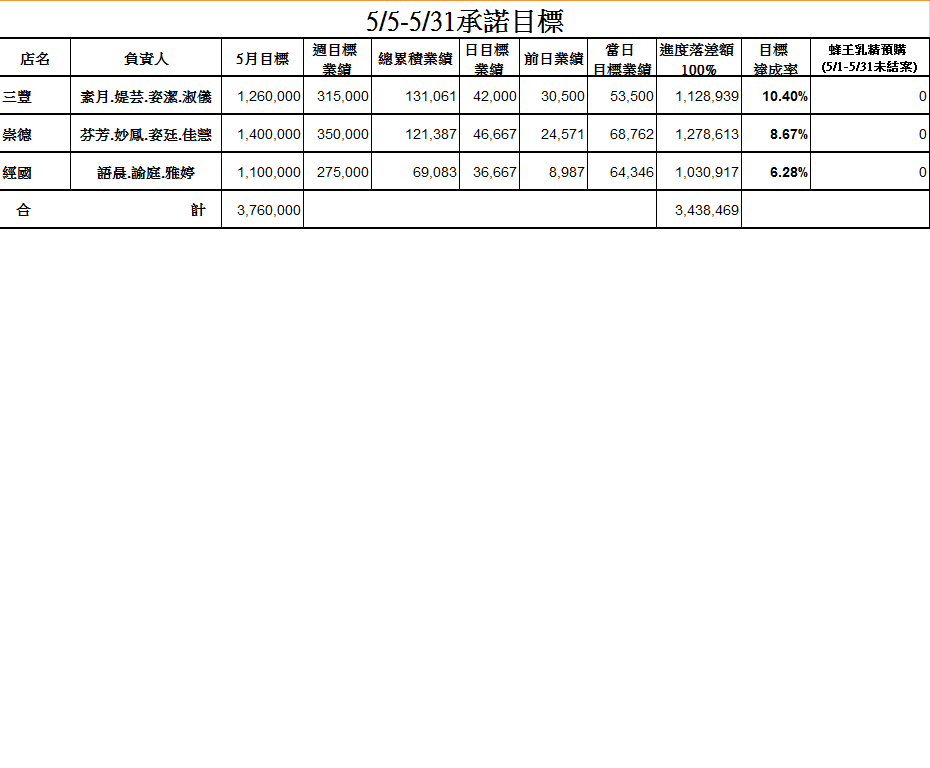 5/5-5/31承諾目標
店名 負責人 5月目標 週目標業績 總累積業績 日目標業績 前日業績 當日目標業績 進度落差額100% 目標達成率 蜂王乳精預購(5/1-5/31未結案)
三豐 素月.媞芸.姿潔.淑儀 1,260,000 315,000 131,061 42,000 30,500 53,500 1,128,939 10.40% 0
崇德 芬芳.妙鳳.姿廷.佳慧 1,400,000 350,000 121,387 46,667 24,571 68,762 1,278,613 8.67% 0
經國 語晨.諭庭.雅婷 1,100,000 275,000 69,083 36,667 8,987 64,346 1,030,917 6.28% 0
合計 3,760,000 3,438,469